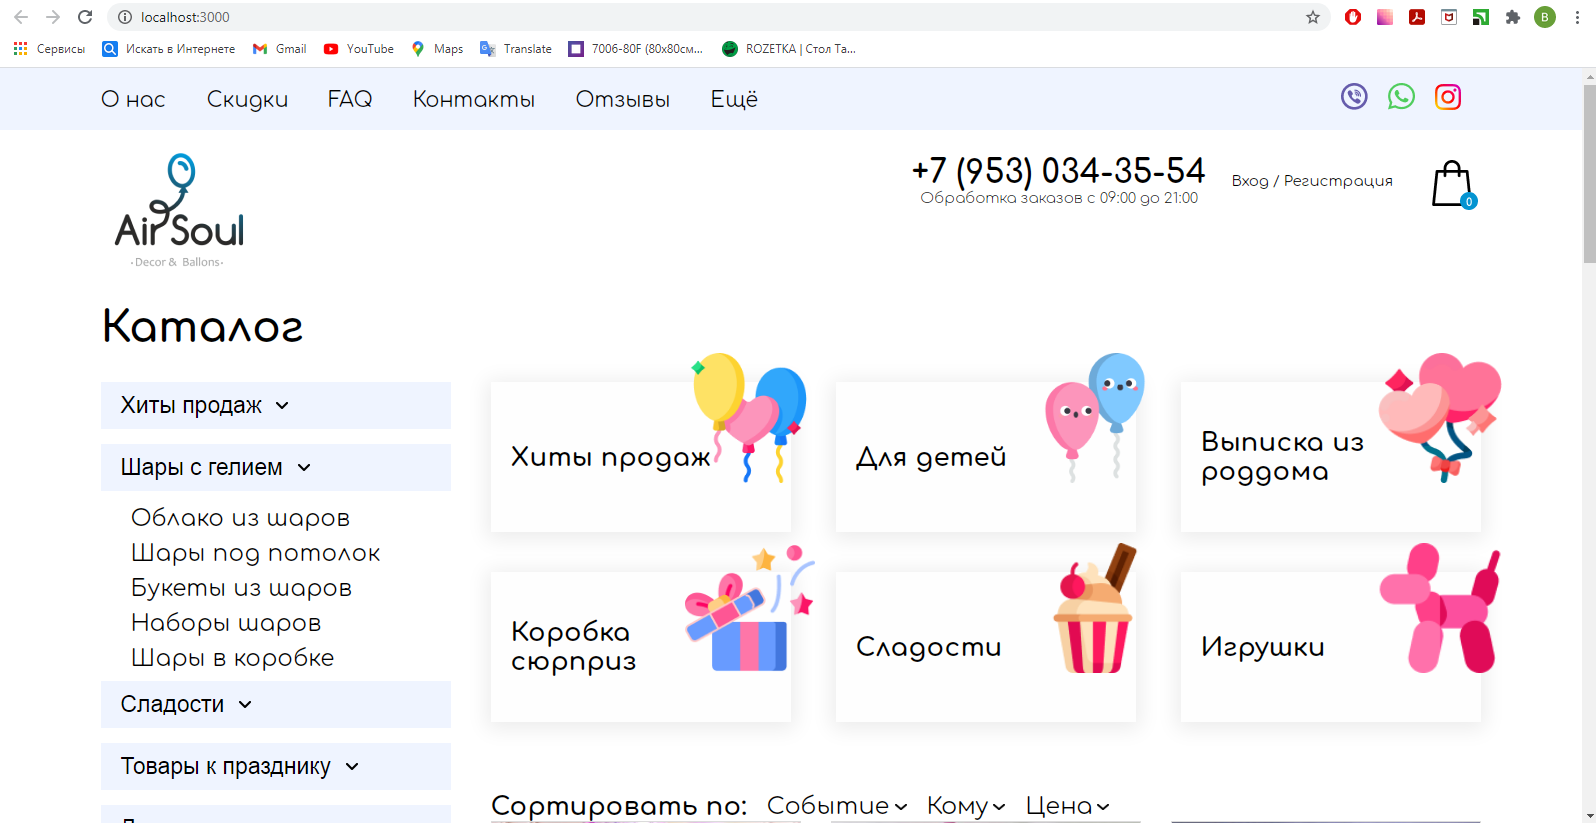 localhost:3000
Сервисы
Искать в Интернете
Gmail
YouTube
Maps
Translate
7006-80F (80х80см...
ROZETKA | Стол Та...
B
О нас
Скидки
FAQ
Контакты
Отзывы
Ещё
Air Soul
·Decor & Ballons·
+7 (953) 034-35-54
Обработка заказов с 09:00 до 21:00
Вход / Регистрация
0
Каталог
Хиты продаж
Шары с гелием
Облако из шаров
Шары под потолок
Букеты из шаров
Наборы шаров
Шары в коробке
Сладости
Товары к празднику
Хиты продаж
Для детей
Выписка из
роддома
Коробка
сюрприз
Сладости
Игрушки
Сортировать по:
Событие
Кому
Цена